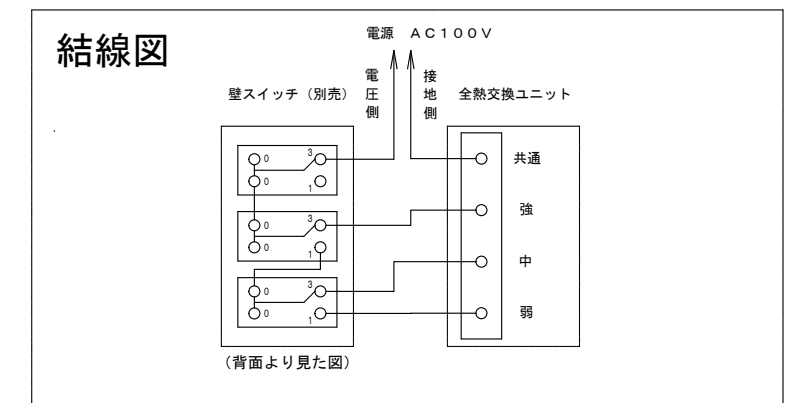 結線図
電源 AC100V
電圧側
接地側
壁スイッチ（別売）
全熱交換ユニット
0 3
0 1
共通
0 3
0 1
強
0 3
0 1
中
弱
(背面より見た図)